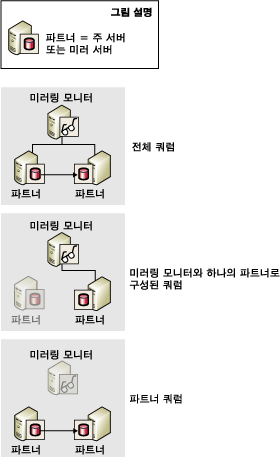 그림 설명
파트너 = 주 서버
또는 미러 서버
미러링 모니터
파트너 파트너
전체 쿼럼
미러링 모니터
파트너 파트너
미러링 모니터와 하나의 파트너로
구성된 쿼럼
미러링 모니터
파트너 파트너
파트너 쿼럼